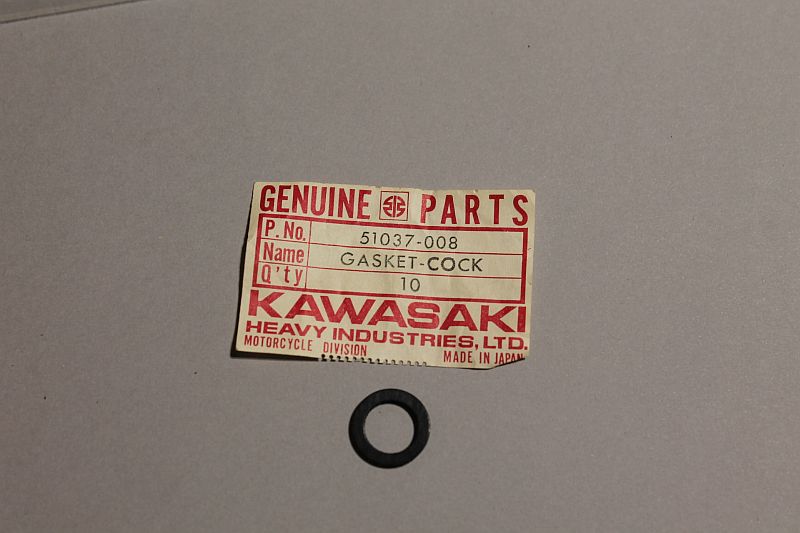 GENUINE PARTS
P. No. 51037-008
Name GASKET-COCK
Q'ty 10
KAWASAKI
HEAVY INDUSTRIES, LTD.
MOTORCYCLE DIVISION MADE IN JAPAN